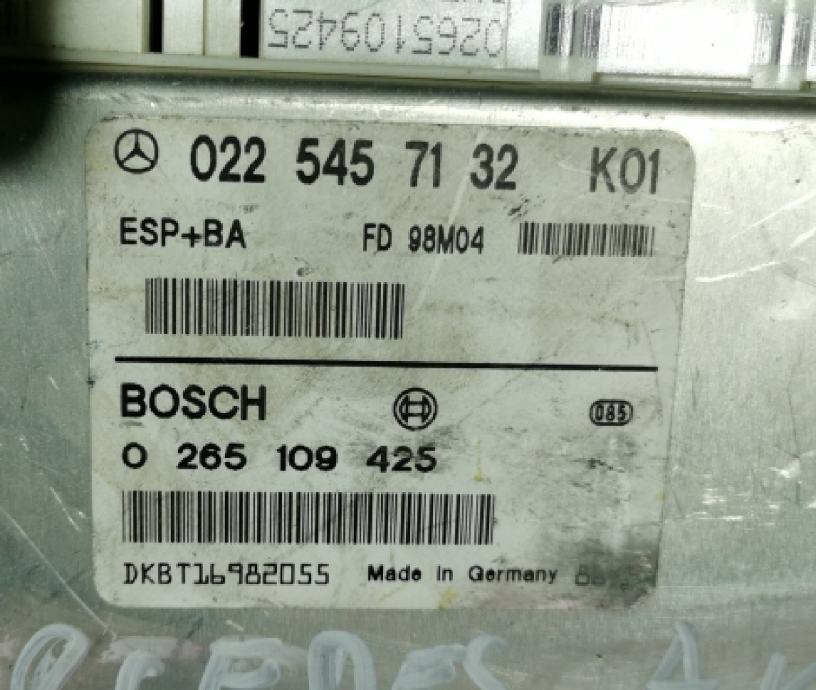 0265109425
022 545 71 32 K01
ESP+BA FD 98M04
BOSCH 085
0 265 109 425
DKBT16982055 Made in Germany